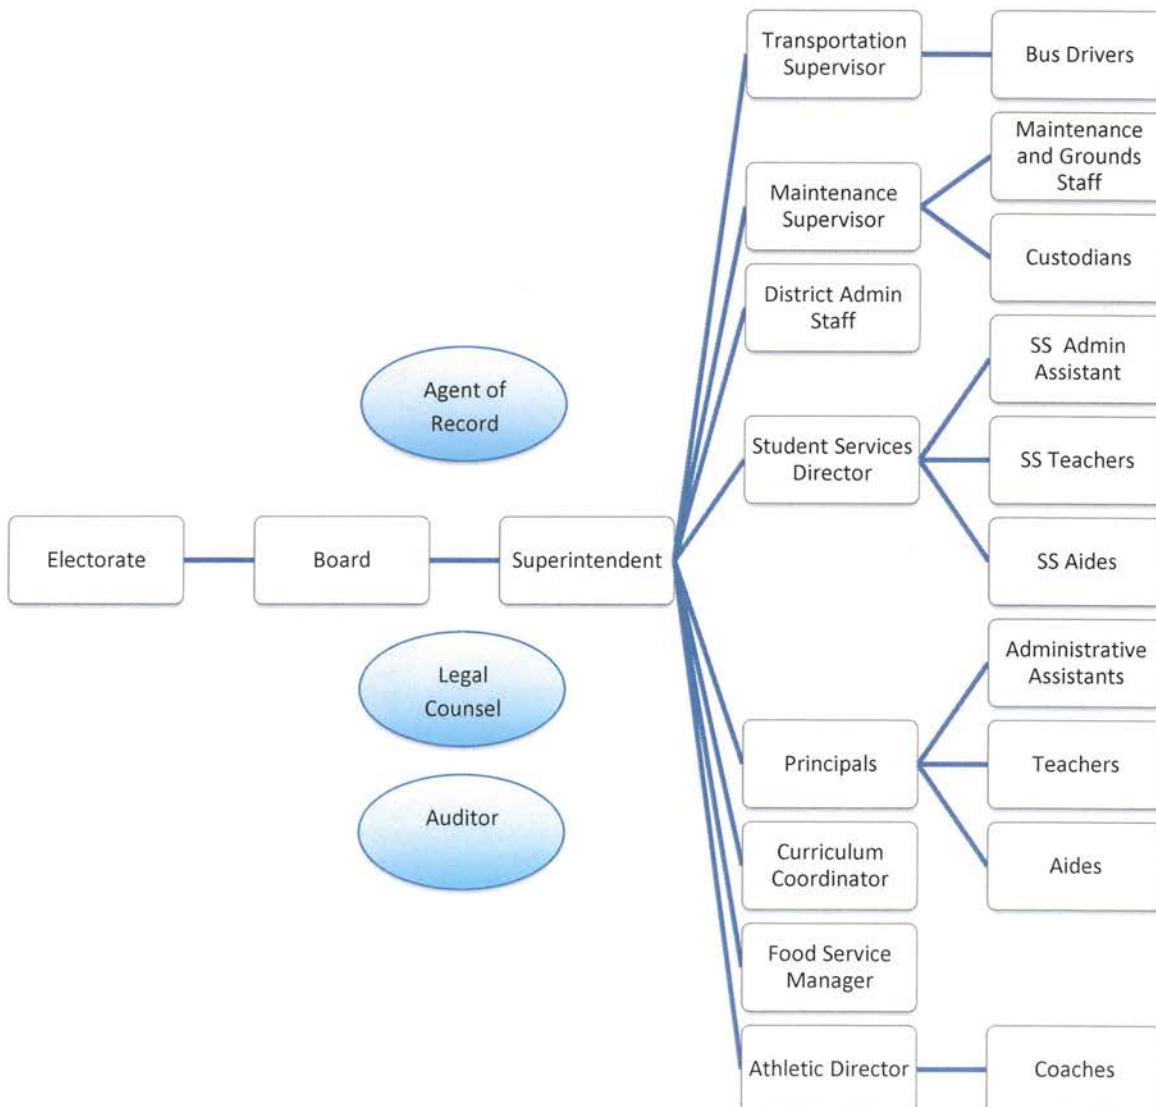 Transportation
Supervisor
Bus Drivers
Maintenance
and Grounds
Staff
Maintenance
Supervisor
Custodians
District Admin
Staff
SS Admin
Assistant
Agent of
Record
Student Services
Director
SS Teachers
Electorate
Board
Superintendent
SS Aides
Legal
Counsel
Administrative
Assistants
Principals
Teachers
Auditor
Curriculum
Coordinator
Aides
Food Service
Manager
Athletic Director
Coaches